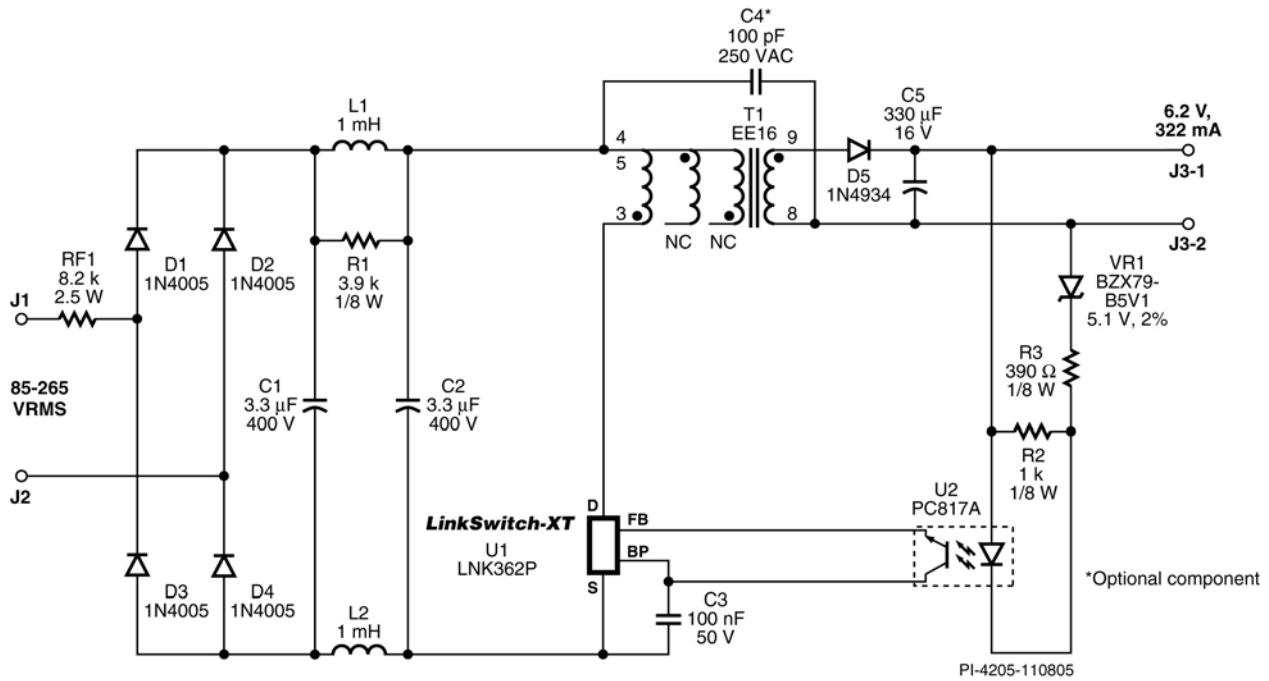 C4*
100 pF
250 VAC
L1
1 mH
T1
EE16
C5
330 µF
16 V
6.2 V,
322 mA
4
5
3
9
8
NC
NC
D5
1N4934
J3-1
J3-2
RF1
8.2 k
2.5 W
J1
D1
1N4005
D2
1N4005
R1
3.9 k
1/8 W
VR1
BZX79-
B5V1
5.1 V, 2%
85-265
VRMS
C1
3.3 µF
400 V
C2
3.3 µF
400 V
R3
390 Ω
1/8 W
R2
1 k
1/8 W
J2
LinkSwitch-XT
U1
LNK362P
D
FB
BP
S
U2
PC817A
D3
1N4005
D4
1N4005
L2
1 mH
C3
100 nF
50 V
*Optional component
PI-4205-110805